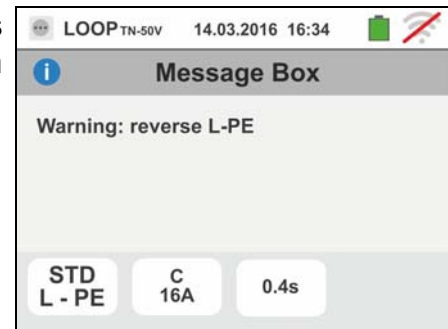 s
LOOP TN-50V 14.03.2016 16:34
i Message Box
Warning: reverse L-PE
STD C 0.4s
L - PE 16A